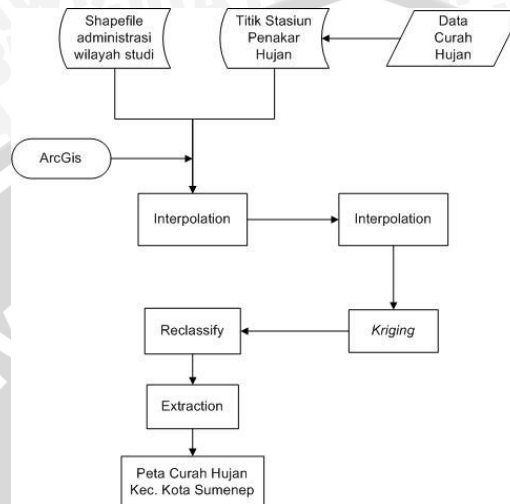 Shapefile
administrasi
wilayah studi
Titik Stasiun
Penakar
Hujan
Data
Curah
Hujan
ArcGis
Interpolation
Interpolation
Kriging
Reclassify
Extraction
Peta Curah Hujan
Kec. Kota Sumenep